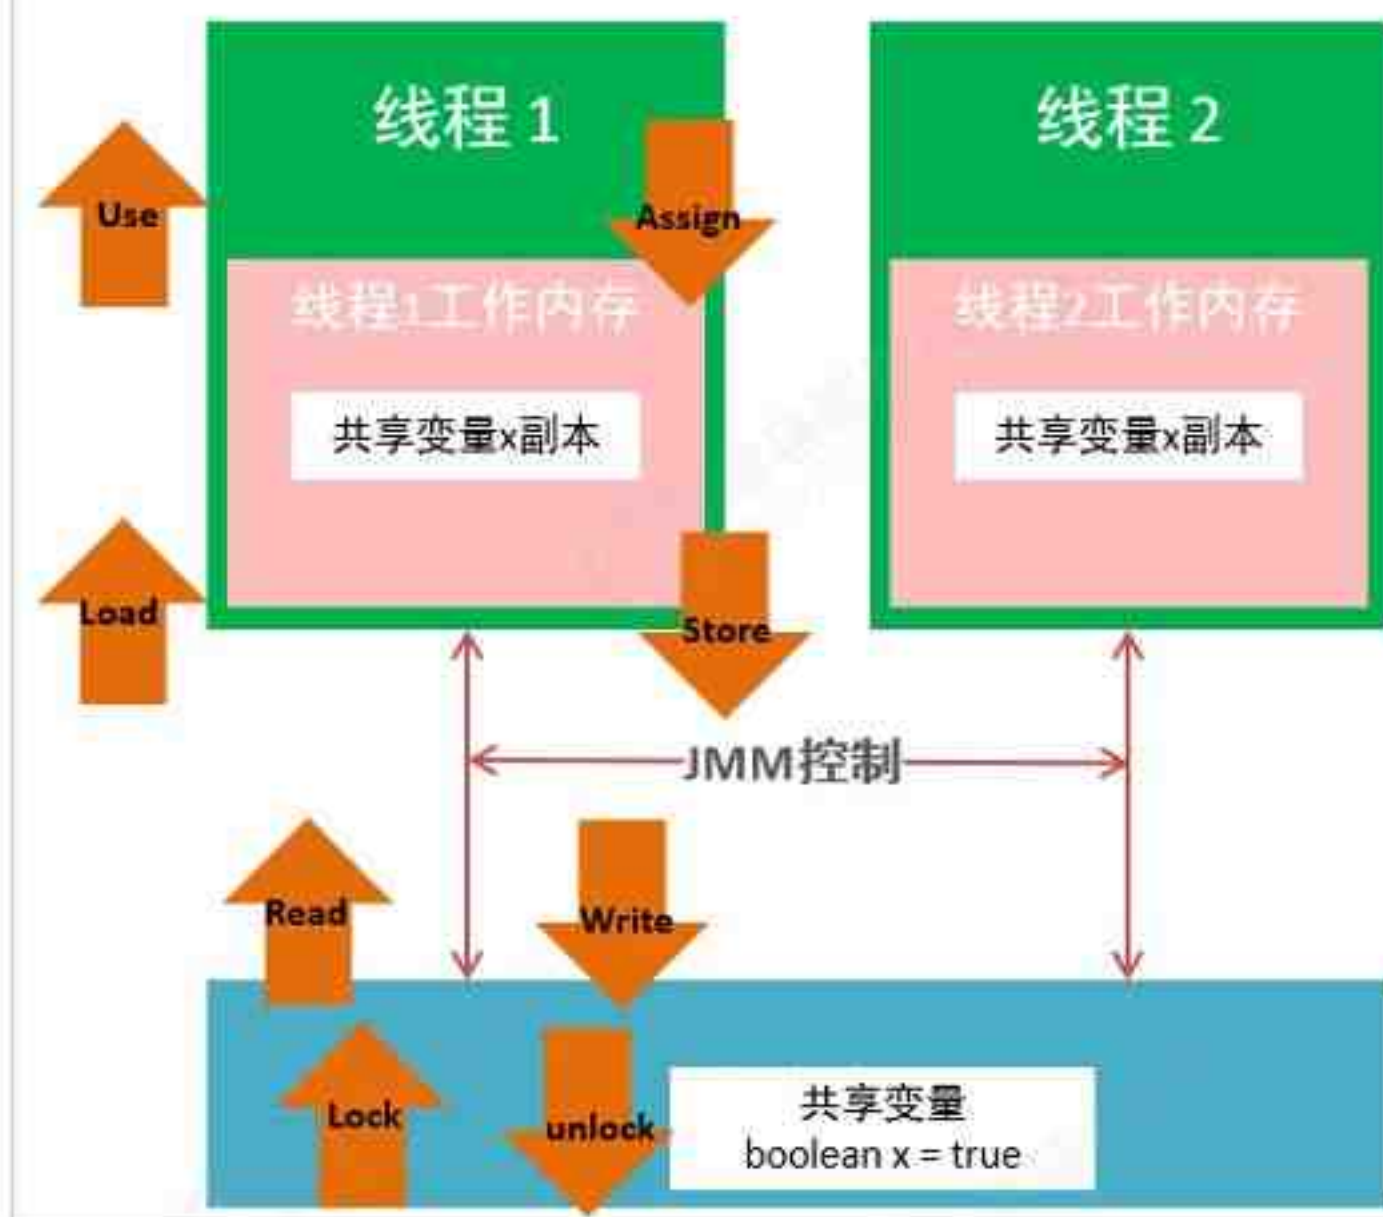 线程 1
线程 2
Use
Assign
线程1工作内存
线程2工作内存
共享变量x副本
共享变量x副本
Load
Store
JMM控制
Read
Write
Lock
unlock
共享变量
boolean x = true